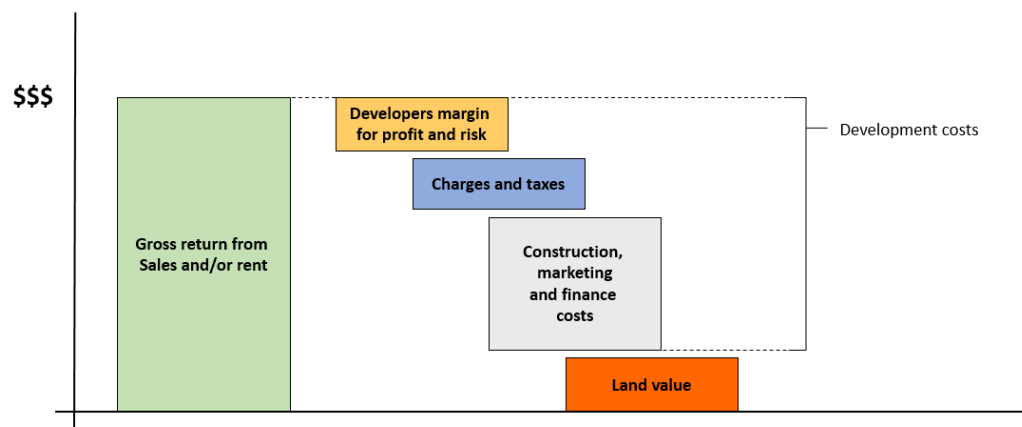 $$$
Developers margin
for profit and risk
Development costs
Charges and taxes
Gross return from
Sales and/or rent
Construction,
marketing
and finance
costs
Land value